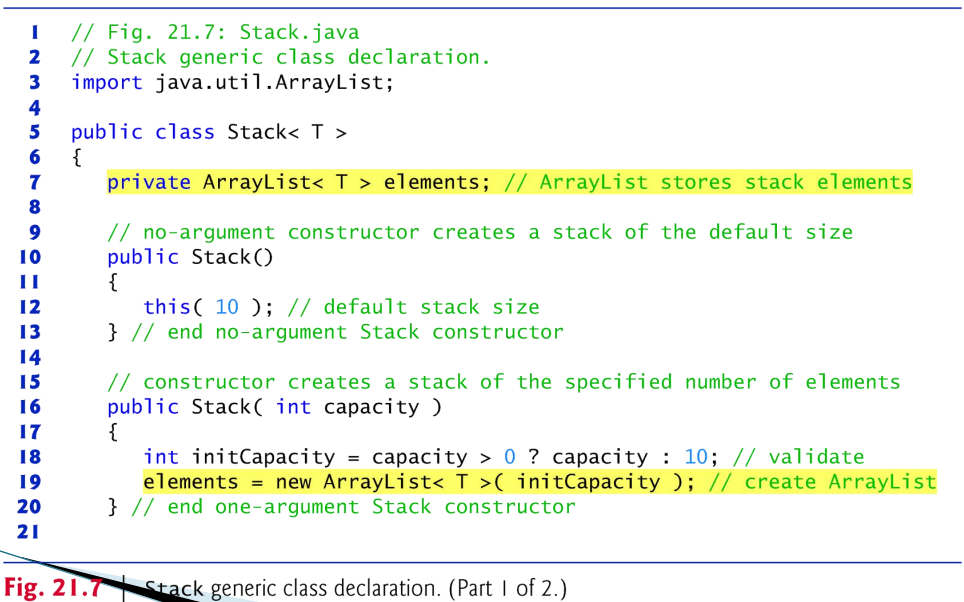 1 // Fig. 21.7: Stack.java
2 // Stack generic class declaration.
3 import java.util.ArrayList;
4
5 public class Stack< T >
6 {
7    private ArrayList< T > elements; // ArrayList stores stack elements
8
9    // no-argument constructor creates a stack of the default size
10    public Stack()
11    {
12       this( 10 ); // default stack size
13    } // end no-argument Stack constructor
14
15    // constructor creates a stack of the specified number of elements
16    public Stack( int capacity )
17    {
18       int initCapacity = capacity > 0 ? capacity : 10; // validate
19       elements = new ArrayList< T >( initCapacity ); // create ArrayList
20    } // end one-argument Stack constructor
21
Fig. 21.7 | Stack generic class declaration. (Part 1 of 2.)